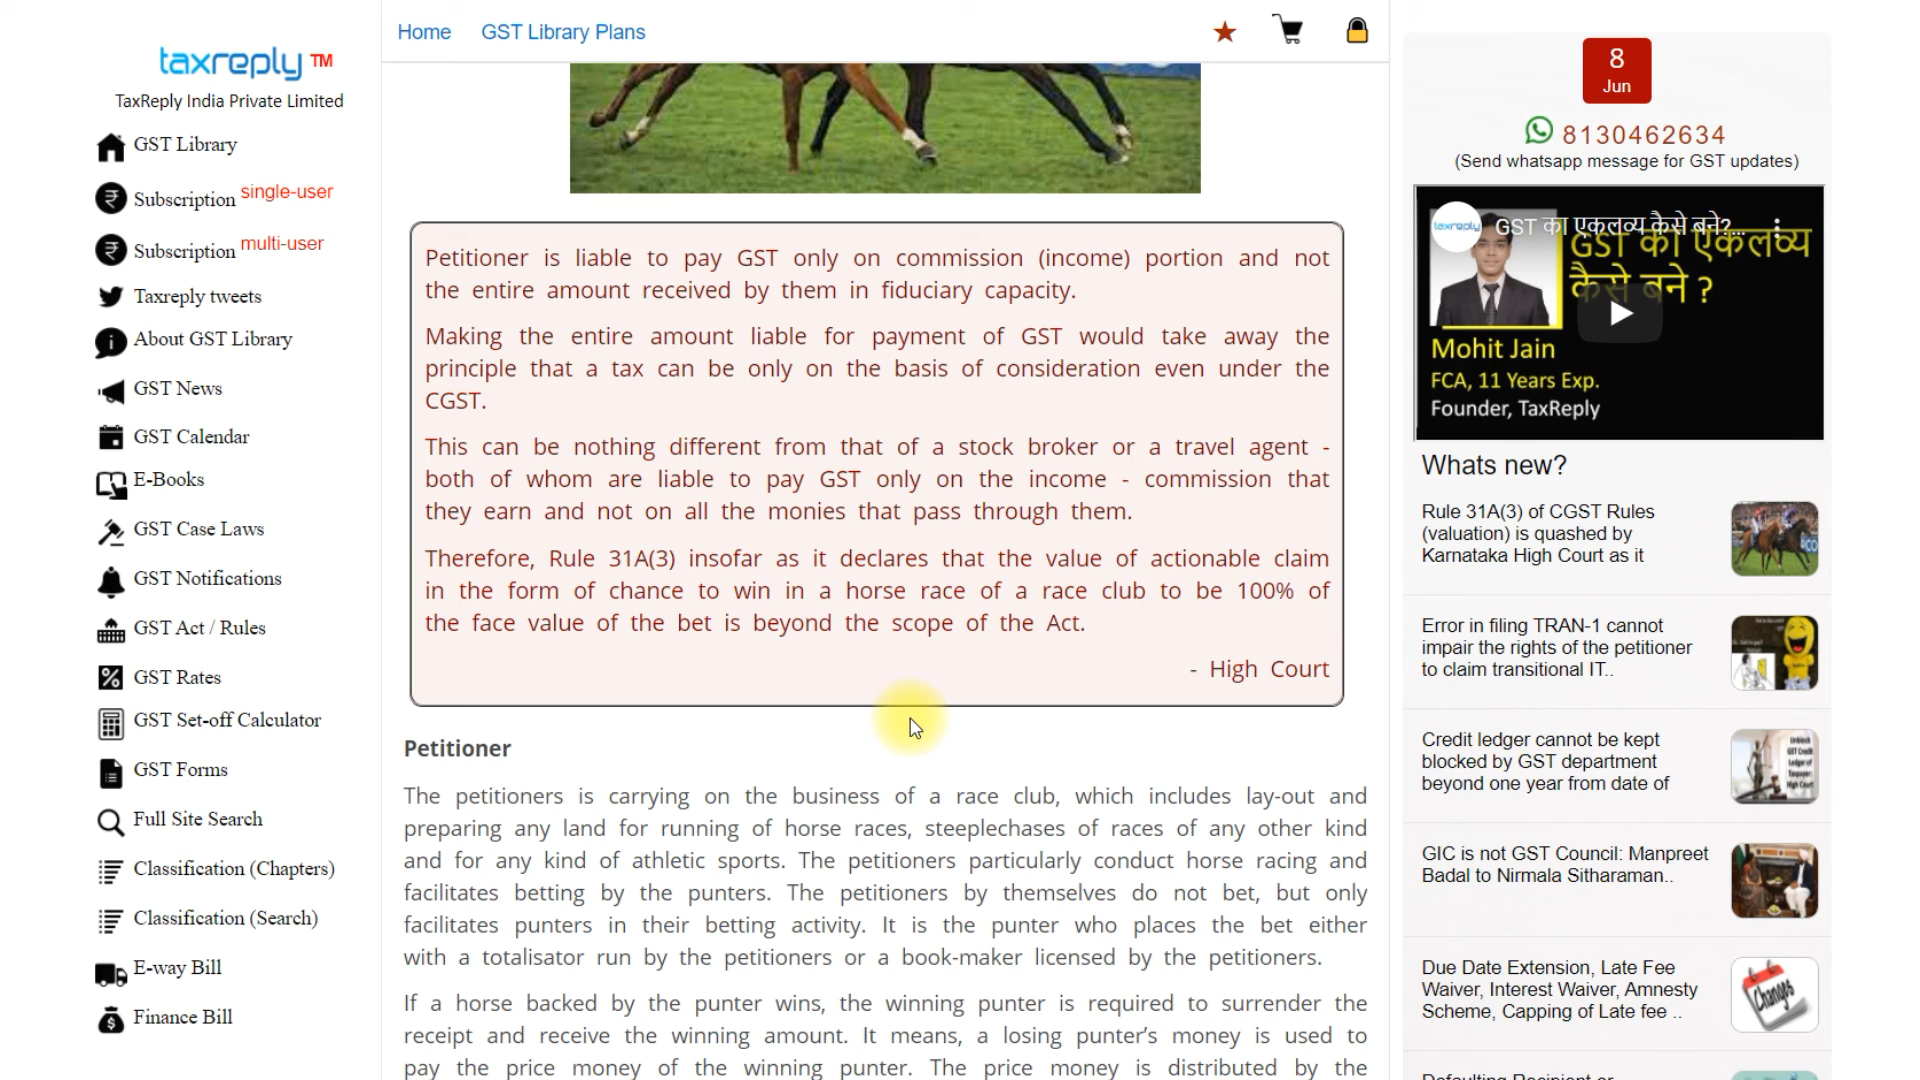 taxreply TM
TaxReply India Private Limited
GST Library
Subscription single-user
Subscription multi-user
Taxreply tweets
About GST Library
GST News
GST Calendar
E-Books
GST Case Laws
GST Notifications
GST Act / Rules
GST Rates
GST Set-off Calculator
GST Forms
Full Site Search
Classification (Chapters)
Classification (Search)
E-way Bill
Finance Bill
Home GST Library Plans
Petitioner is liable to pay GST only on commission (income) portion and not
the entire amount received by them in fiduciary capacity.
Making the entire amount liable for payment of GST would take away the
principle that a tax can be only on the basis of consideration even under the
CGST.
This can be nothing different from that of a stock broker or a travel agent -
both of whom are liable to pay GST only on the income - commission that
they earn and not on all the monies that pass through them.
Therefore, Rule 31A(3) insofar as it declares that the value of actionable claim
in the form of chance to win in a horse race of a race club to be 100% of
the face value of the bet is beyond the scope of the Act.
- High Court
Petitioner
The petitioners is carrying on the business of a race club, which includes lay-out and
preparing any land for running of horse races, steeplechases of races of any other kind
and for any kind of athletic sports. The petitioners particularly conduct horse racing and
facilitates betting by the punters. The petitioners by themselves do not bet, but only
facilitates punters in their betting activity. It is the punter who places the bet either
with a totalisator run by the petitioners or a book-maker licensed by the petitioners.
If a horse backed by the punter wins, the winning punter is required to surrender the
receipt and receive the winning amount. It means, a losing punter's money is used to
pay the price money of the winning punter. The price money is distributed by the
8
Jun
8130462634
(Send whatsapp message for GST updates)
taxreply GST का एकलव्य कैसे बने?...
GST का एकलव्य
कैसे बने ?
Mohit Jain
FCA, 11 Years Exp.
Founder, TaxReply
Whats new?
Rule 31A(3) of CGST Rules
(valuation) is quashed by
Karnataka High Court as it
Error in filing TRAN-1 cannot
impair the rights of the petitioner
to claim transitional IT..
Credit ledger cannot be kept
blocked by GST department
beyond one year from date of
Unblock
GST Credit
Ledger of
Taxpayer:
High Court
GIC is not GST Council: Manpreet
Badal to Nirmala Sitharaman..
Due Date Extension, Late Fee
Waiver, Interest Waiver, Amnesty
Scheme, Capping of Late fee ..
Changes
Defaulting Recipient or